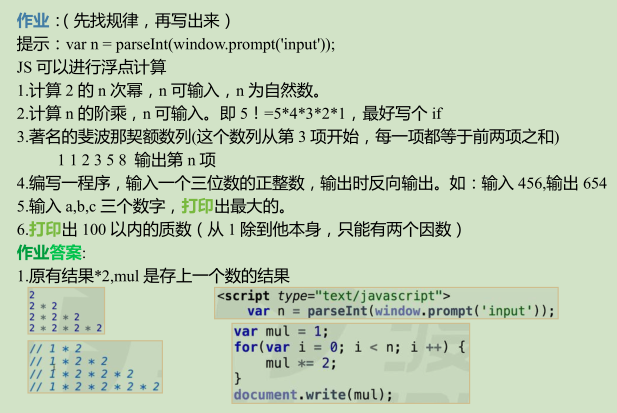 作业：（先找规律，再写出来）
提示：var n = parseInt(window.prompt('input'));
JS 可以进行浮点计算
1.计算 2 的 n 次幂，n 可输入，n 为自然数。
2.计算 n 的阶乘，n 可输入。即 5！=5*4*3*2*1，最好写个 if
3.著名的斐波那契额数列(这个数列从第 3 项开始，每一项都等于前两项之和)
1 1 2 3 5 8 输出第 n 项
4.编写一程序，输入一个三位数的正整数，输出时反向输出。如：输入 456,输出 654
5.输入 a,b,c 三个数字，打印出最大的。
6.打印出 100 以内的质数（从 1 除到他本身，只能有两个因数）
作业答案:
1.原有结果*2,mul 是存上一个数的结果
2
2 * 2
2 * 2 * 2
2 * 2 * 2 * 2
// 1 * 2
// 1 * 2 * 2
// 1 * 2 * 2 * 2
// 1 * 2 * 2 * 2 * 2
<script type="text/javascript">
var n = parseInt(window.prompt('input'));
var mul = 1;
for(var i = 0; i < n; i ++) {
mul *= 2;
}
document.write(mul);